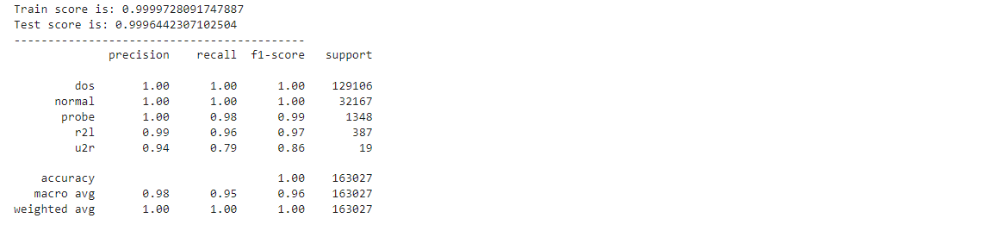 Train score is: 0.9999728091747887
Test score is: 0.9996442307102504
-------------------------------------------
precision recall f1-score support
dos 1.00 1.00 1.00 129106
normal 1.00 1.00 1.00 32167
probe 1.00 0.98 0.99 1348
r2l 0.99 0.96 0.97 387
u2r 0.94 0.79 0.86 19
accuracy 1.00 163027
macro avg 0.98 0.95 0.96 163027
weighted avg 1.00 1.00 1.00 163027